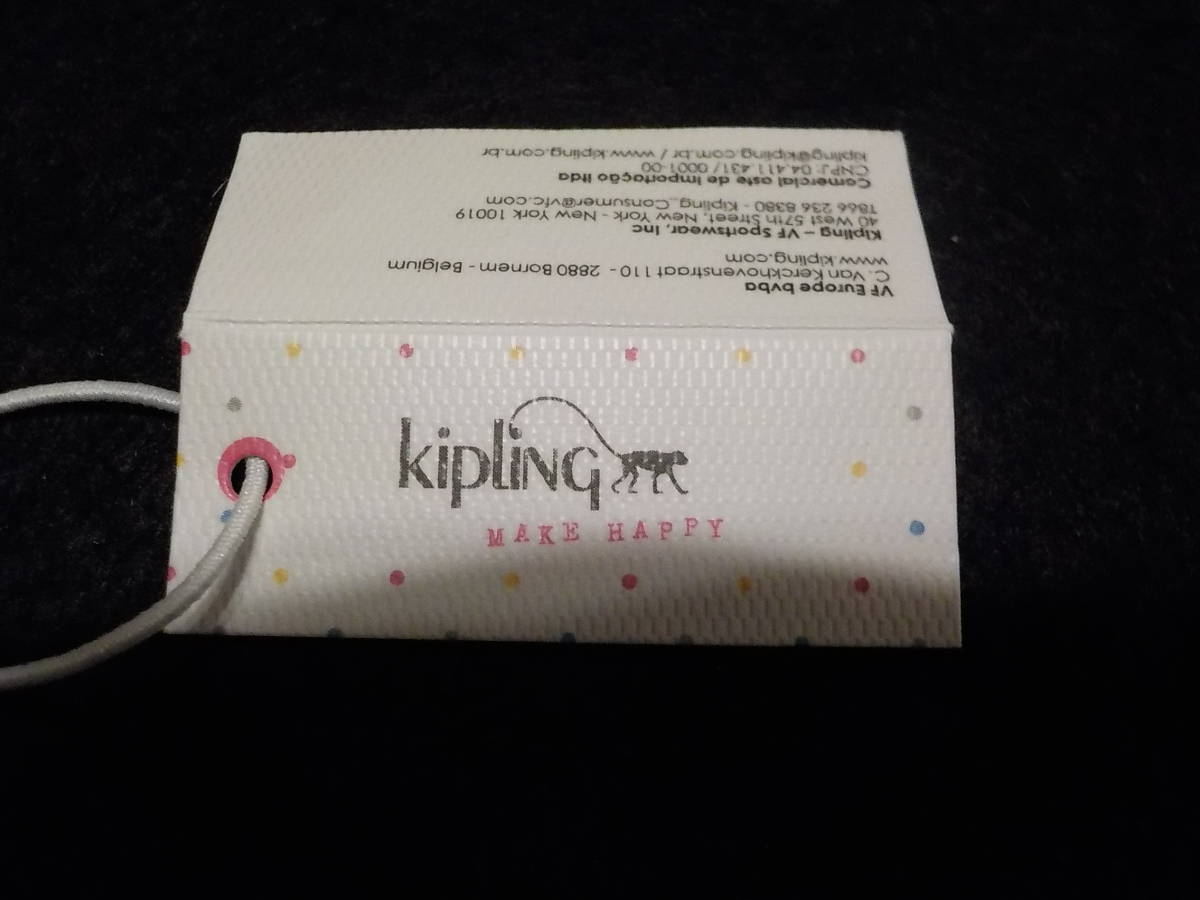 kipling
MAKE HAPPY
VF Europe bvba
C. Van Kerckhovenstraat 110 - 2880 Bornem - Belgium
www.kipling.com
Kipling – VF Sportswear, Inc
40 West 57th Street, New York - New York 10019
T866 236 8380 - Kipling_Consumer@vfc.com
Comercial aste de Importação ltda
CNPJ: 04.411.431/ 0001-00
kipling@kipling.com.br / www.kipling.com.br